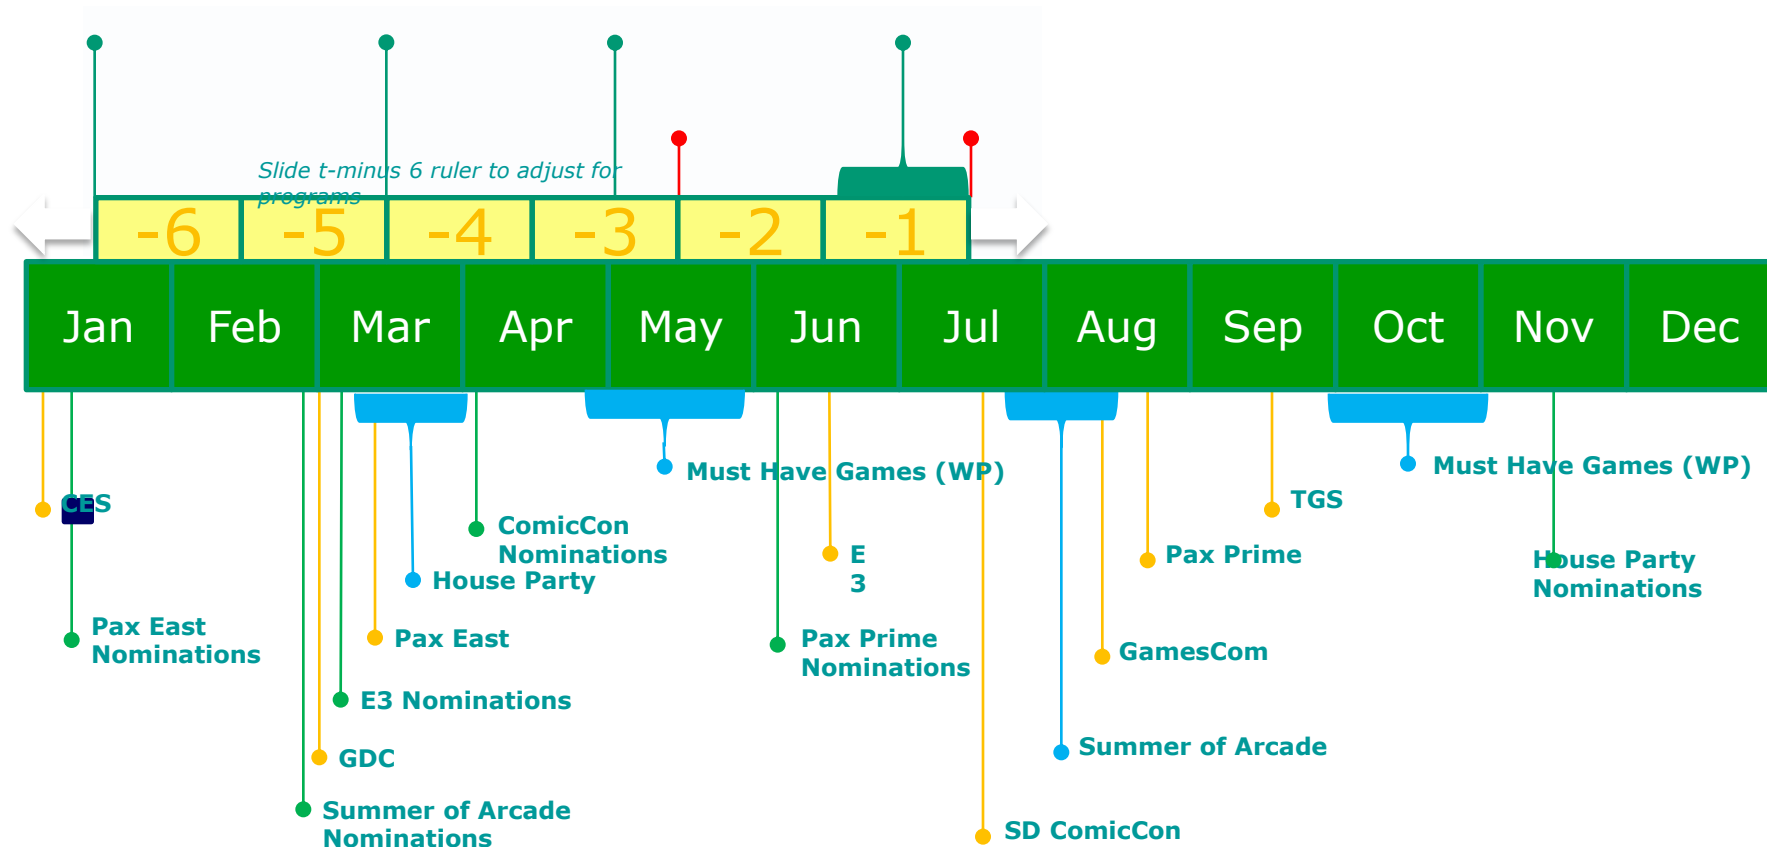 Slide t-minus 6 ruler to adjust for
programs
-6 -5 -4 -3 -2 -1
Jan Feb Mar Apr May Jun Jul Aug Sep Oct Nov Dec
Must Have Games (WP)
Must Have Games (WP)
CES
TGS
ComicCon
Nominations
E
3
Pax Prime
House Party
Nominations
House Party
Pax East
Nominations
Pax East
Pax Prime
Nominations
GamesCom
E3 Nominations
GDC
Summer of Arcade
Summer of Arcade
Nominations
SD ComicCon